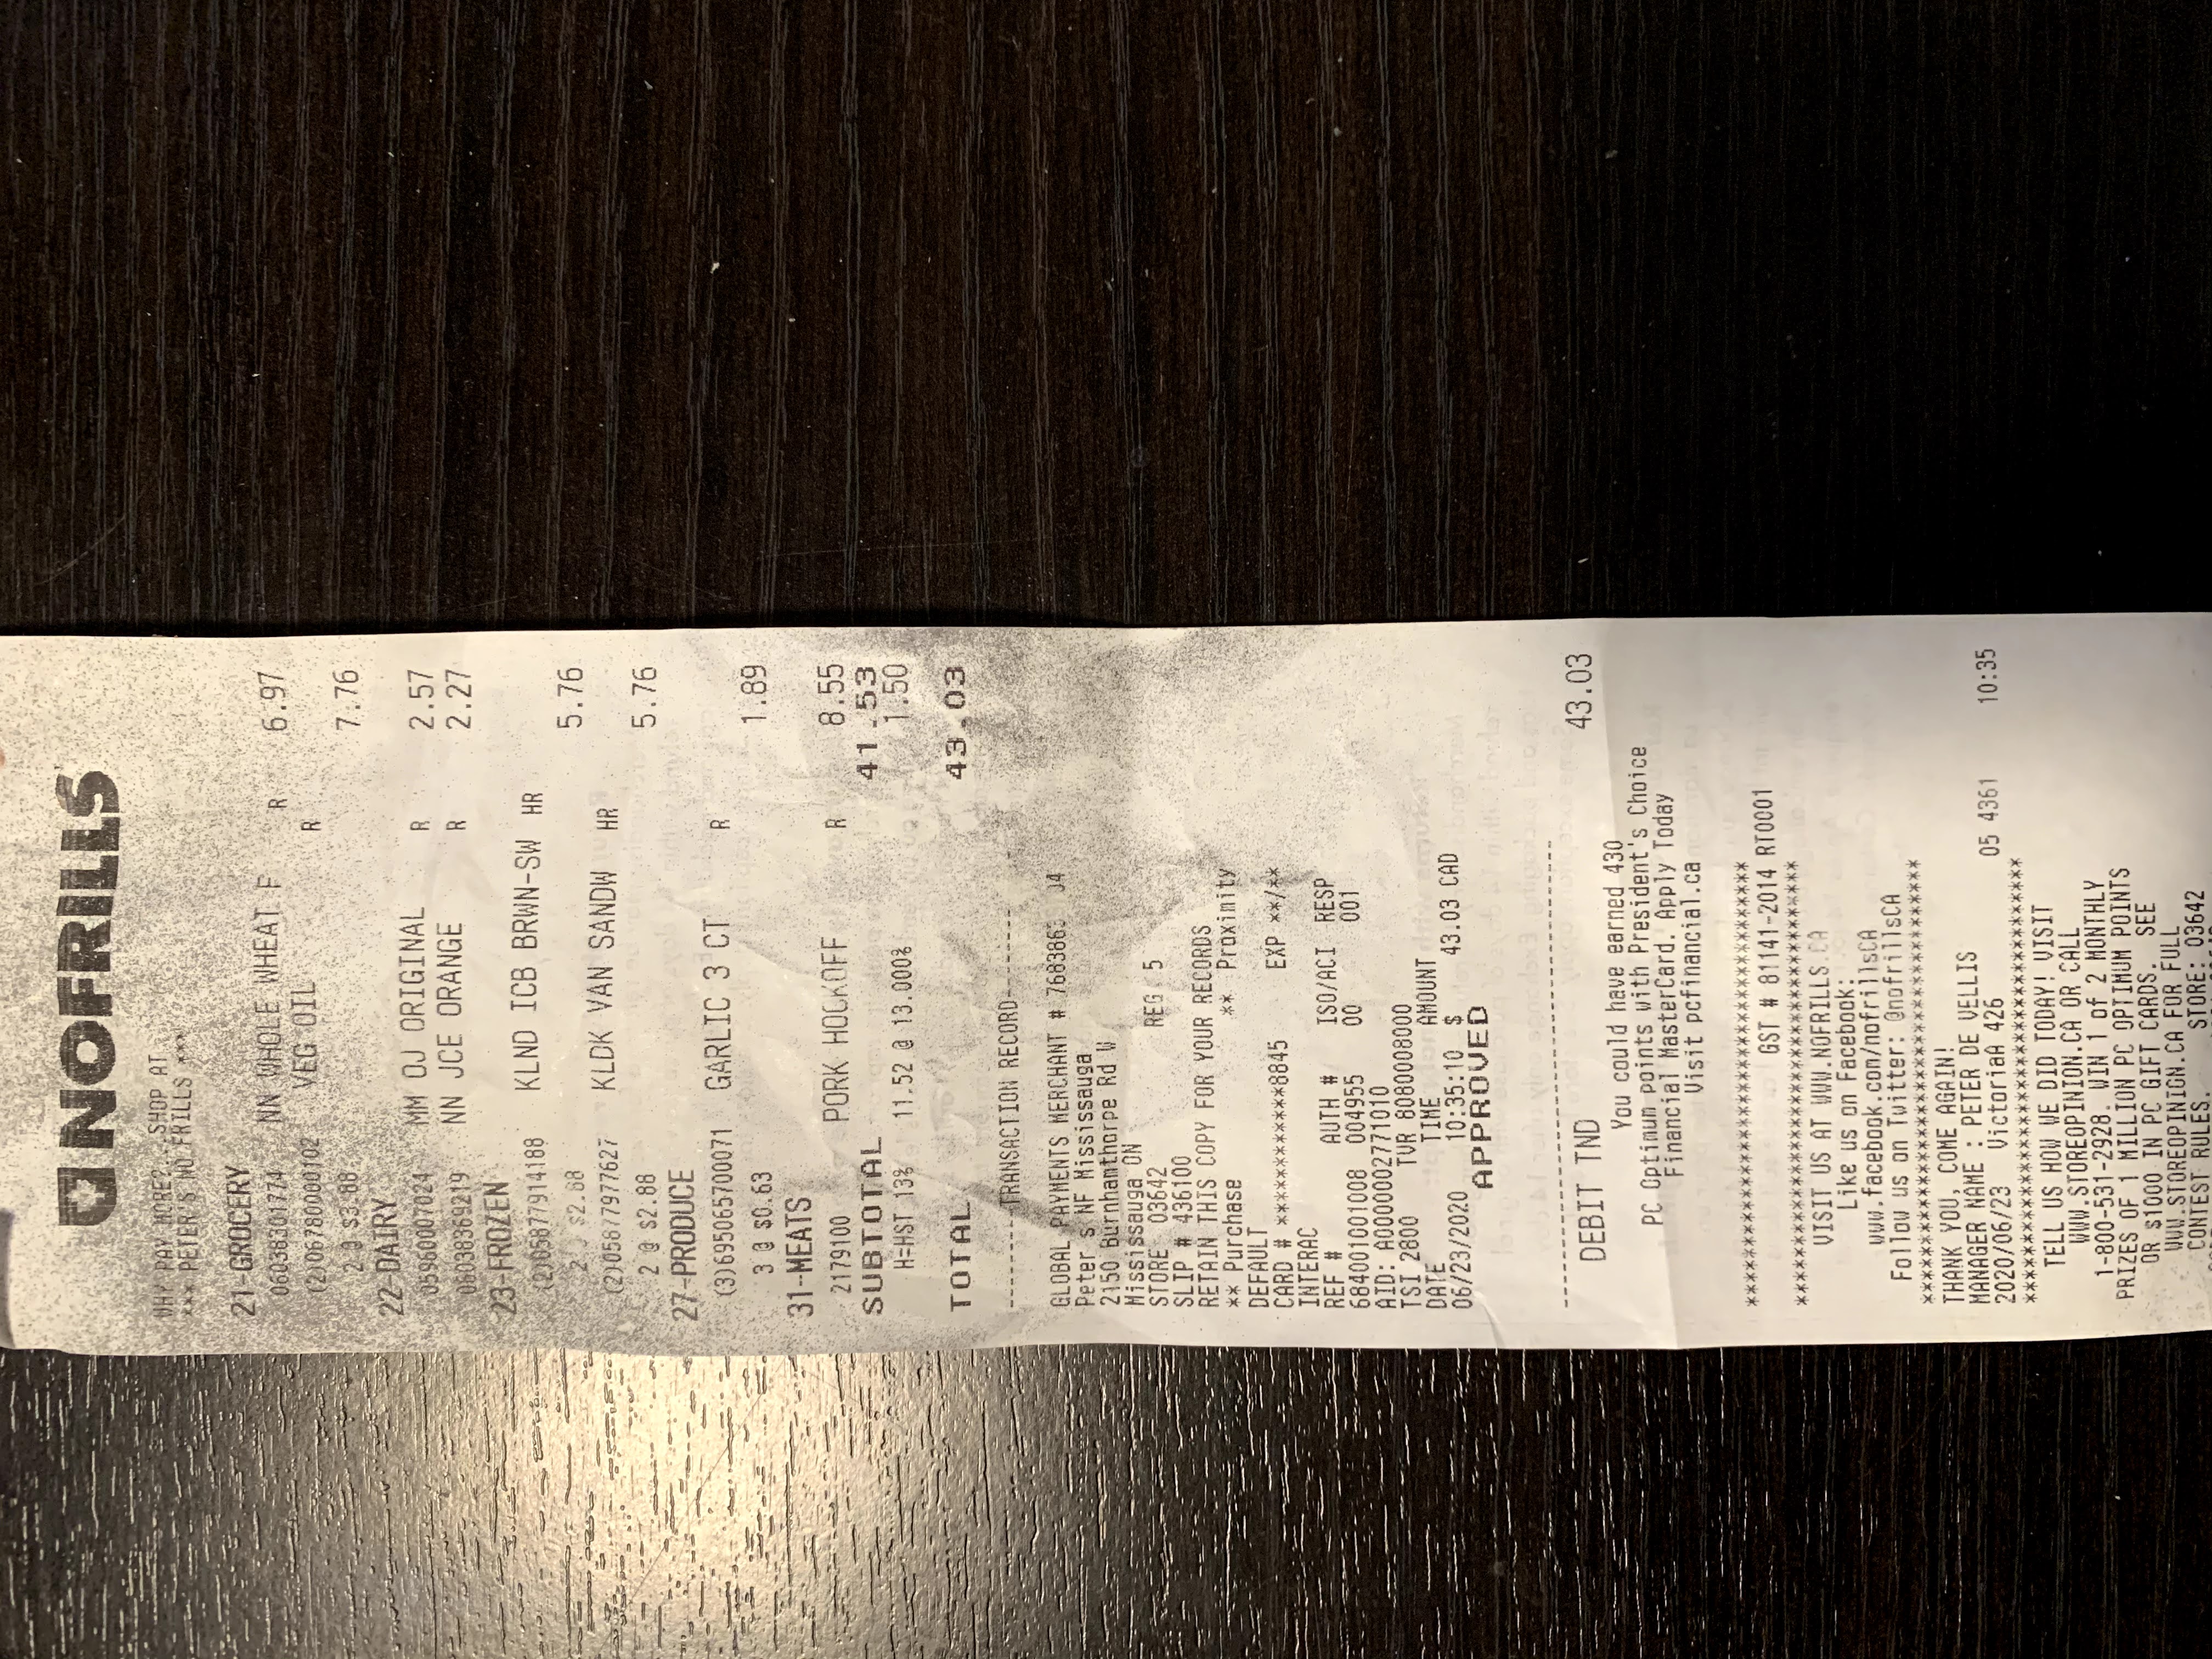 NOFRILLS
WHY PAY MORE?...SHOP AT
*** PETER'S NO FRILLS ***
21-GROCERY
06038301774 NN WHOLE WHEAT F R 6.97
(2)06780000102 VEG OIL R
2 @ $3.88 7.76
22-DAIRY
05960007024 MM OJ ORIGINAL R 2.57
06038369219 NN JCE ORANGE R 2.27
23-FROZEN
(2)05877914188 KLND ICB BRWN-SW HR
2 $2.88 5.76
(2)05877977627 KLDK VAN SANDW HR
2 @ $2.88 5.76
27-PRODUCE
(3)695065700071 GARLIC 3 CT R
3 @ $0.63 1.89
31-MEATS
2179100 PORK HOCKOFF R 8.55
SUBTOTAL 41.53
H=HST 13% 11.52 @ 13.000% 1.50
TOTAL 43.03
---------TRANSACTION RECORD---------
GLOBAL PAYMENTS MERCHANT #
Peter s NF Mississauga
2150 Burnhamthorpe Rd W
Mississauga ON
STORE 03642 REG 5
SLIP # 436100
RETAIN THIS COPY FOR YOUR RECORDS
** Purchase ** Proximity
DEFAULT
CARD # ************8845 EXP **/**
INTERAC
REF # AUTH # ISO/ACI RESP
684001001008 004955 00 001
AID: A0000002771010
TSI 2800 TVR 8080008000
DATE TIME AMOUNT
06/23/2020 10:35:10 $ 43.03 CAD
APPROVED
----------------------------------------
DEBIT TND 43.03
You could have earned 430
PC Optimum points with President's Choice
Financial MasterCard. Apply Today
Visit pcfinancial.ca
**************************************
GST # 81141-2014 RT0001
**************************************
VISIT US AT WWW.NOFRILLS.CA
Like us on Facebook:
www.facebook.com/nofrillsCA
Follow us on Twitter: @nofrillsCA
**************************************
THANK YOU, COME AGAIN!
MANAGER NAME : PETER DE VELLIS
2020/06/23 VictoriaA 426 05 4361 10:35
**************************************
TELL US HOW WE DID TODAY! VISIT
WWW.STOREOPINION.CA OR CALL
1-800-531-2928. WIN 1 of 2 MONTHLY
PRIZES OF 1 MILLION PC OPTIMUM POINTS
OR $1000 IN PC GIFT CARDS. SEE
WWW.STOREOPINION.CA FOR FULL
CONTEST RULES. STORE: 03642